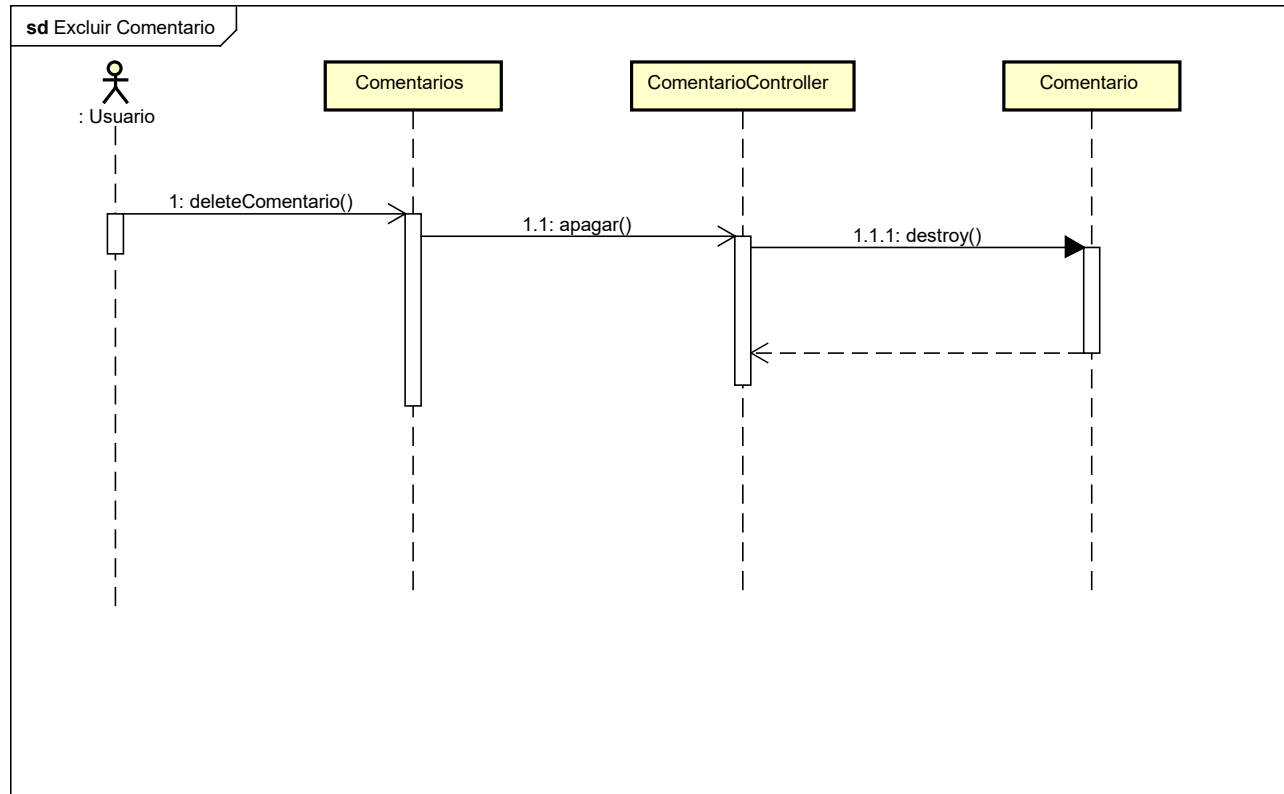 sd Excluir Comentario
: Usuario
Comentarios
ComentarioController
Comentario
1: deleteComentario()
1.1: apagar()
1.1.1: destroy()